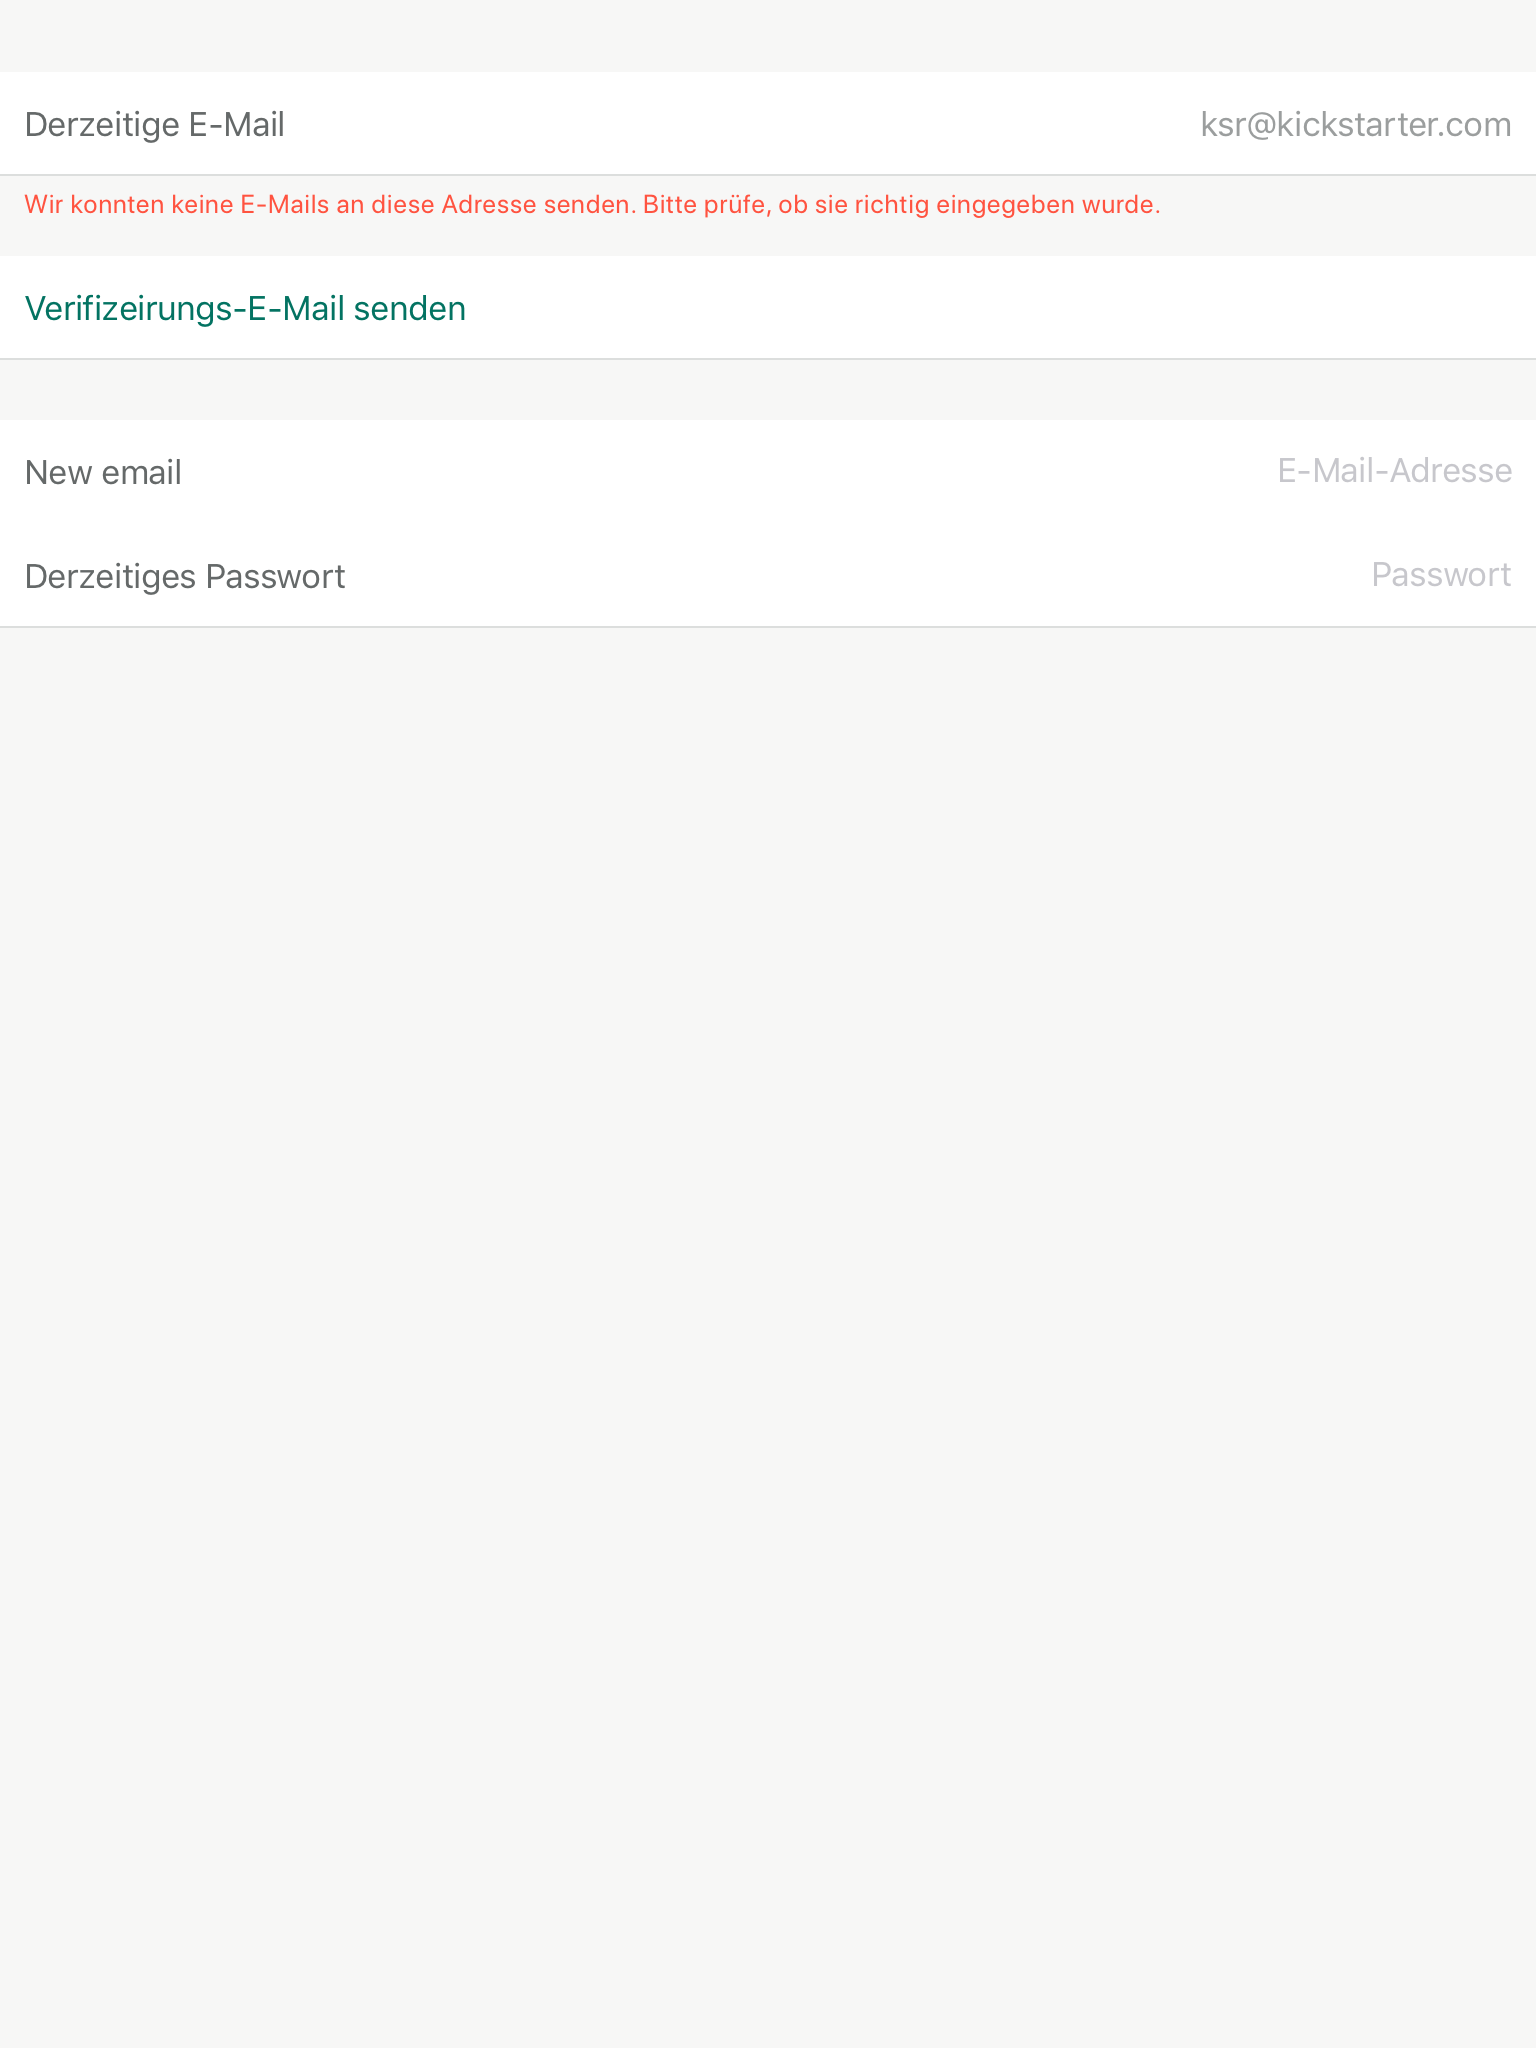 Derzeitige E-Mail ksr@kickstarter.com
Wir konnten keine E-Mails an diese Adresse senden. Bitte prüfe, ob sie richtig eingegeben wurde.
Verifizeirungs-E-Mail senden
New email E-Mail-Adresse
Derzeitiges Passwort Passwort